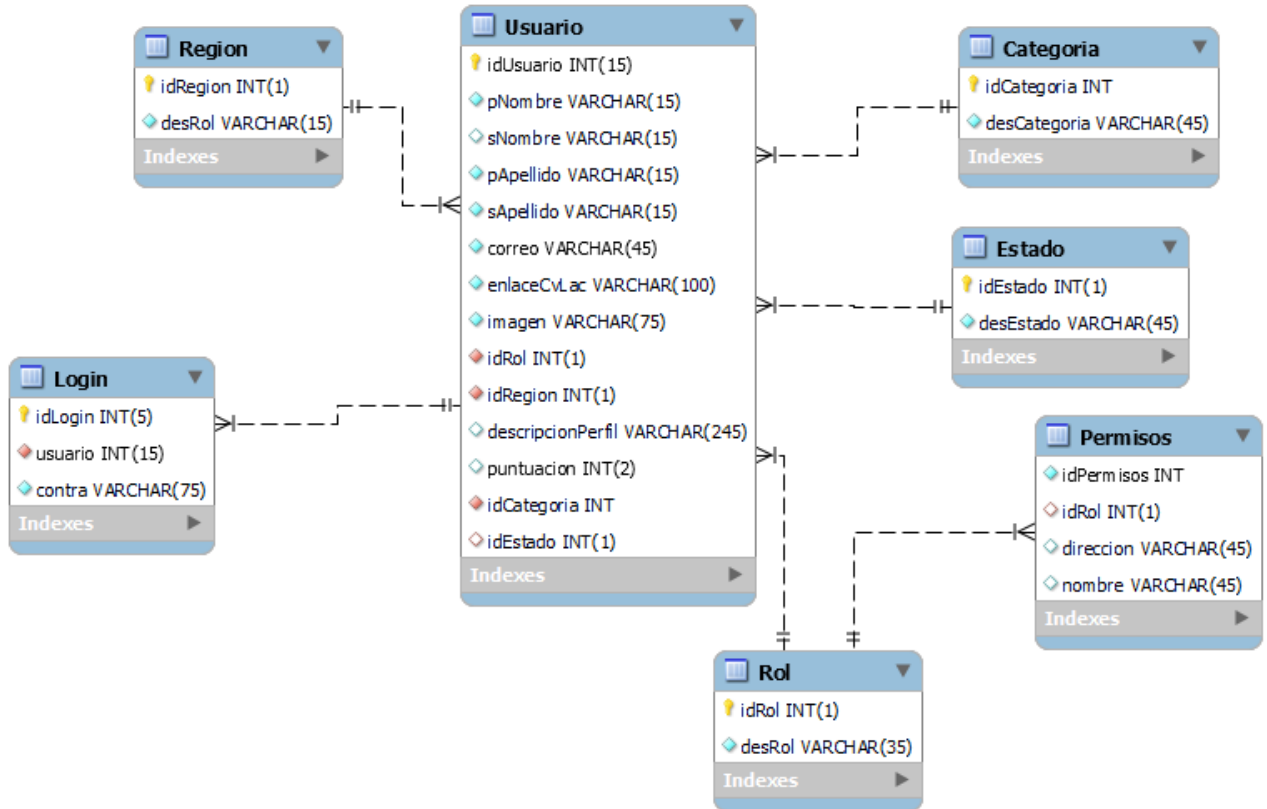 Region
idRegion INT(1)
desRol VARCHAR(15)
Indexes
Usuario
idUsuario INT(15)
pNombre VARCHAR(15)
sNombre VARCHAR(15)
pApellido VARCHAR(15)
sApellido VARCHAR(15)
correo VARCHAR(45)
enlaceCvLac VARCHAR(100)
imagen VARCHAR(75)
idRol INT(1)
idRegion INT(1)
descripcionPerfil VARCHAR(245)
puntuacion INT(2)
idCategoria INT
idEstado INT(1)
Indexes
Categoria
idCategoria INT
desCategoria VARCHAR(45)
Indexes
Estado
idEstado INT(1)
desEstado VARCHAR(45)
Indexes
Login
idLogin INT(5)
usuario INT(15)
contra VARCHAR(75)
Indexes
Permisos
idPermisos INT
idRol INT(1)
direccion VARCHAR(45)
nombre VARCHAR(45)
Indexes
Rol
idRol INT(1)
desRol VARCHAR(35)
Indexes